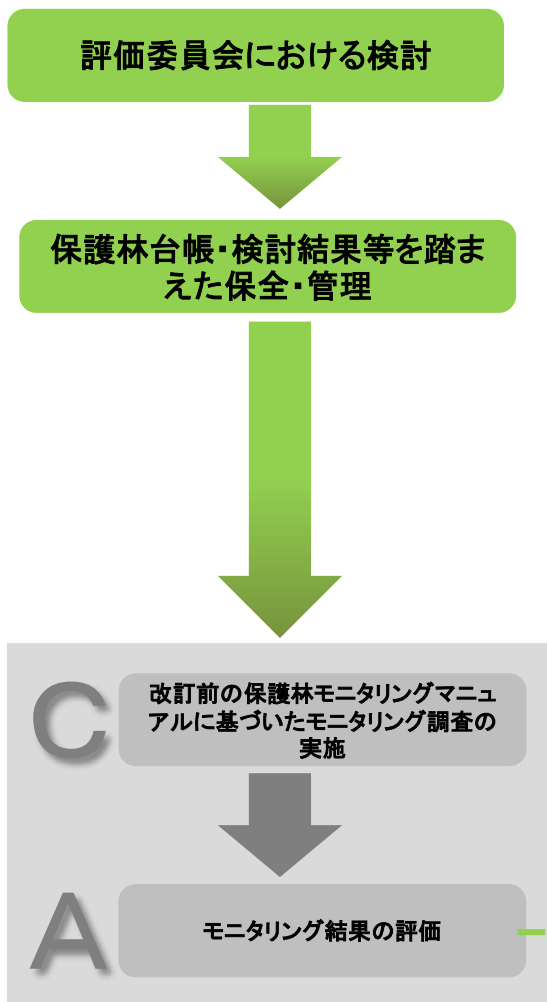 評価委員会における検討
保護林台帳・検討結果等を踏ま
えた保全・管理
C
改訂前の保護林モニタリングマニュ
アルに基づいたモニタリング調査の
実施
A
モニタリング結果の評価